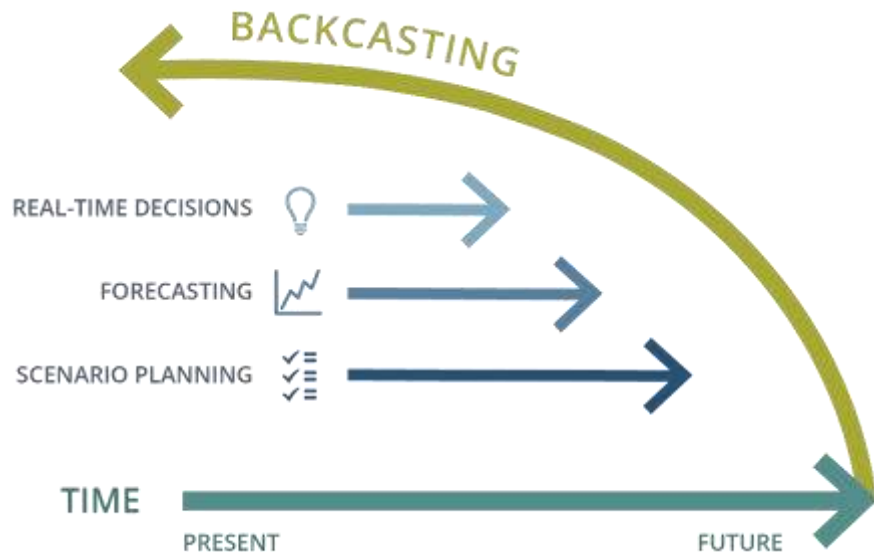 BACKCASTING
REAL-TIME DECISIONS
FORECASTING
SCENARIO PLANNING
TIME
PRESENT
FUTURE